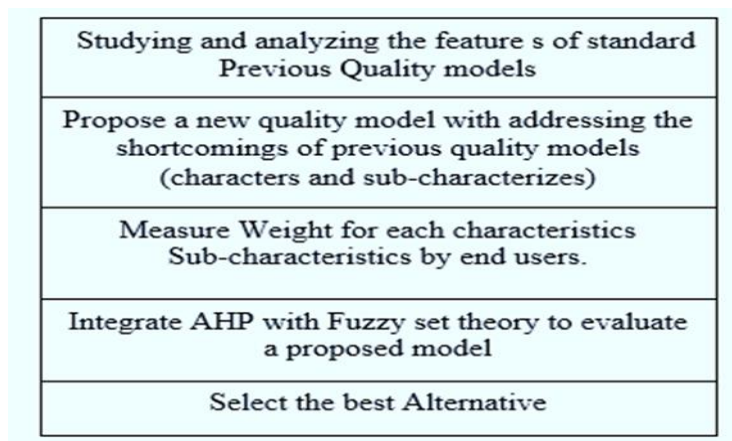 Studying and analyzing the feature s of standard
Previous Quality models
Propose a new quality model with addressing the
shortcomings of previous quality models
(characters and sub-characterizes)
Measure Weight for each characteristics
Sub-characteristics by end users.
Integrate AHP with Fuzzy set theory to evaluate
a proposed model
Select the best Alternative